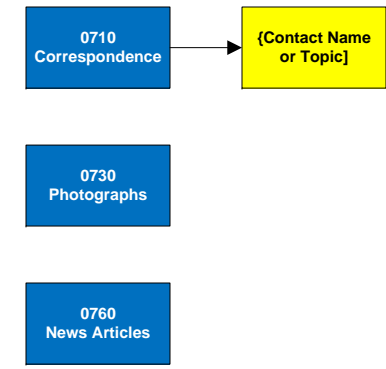 0710
Correspondence
{Contact Name
or Topic]
0730
Photographs
0760
News Articles